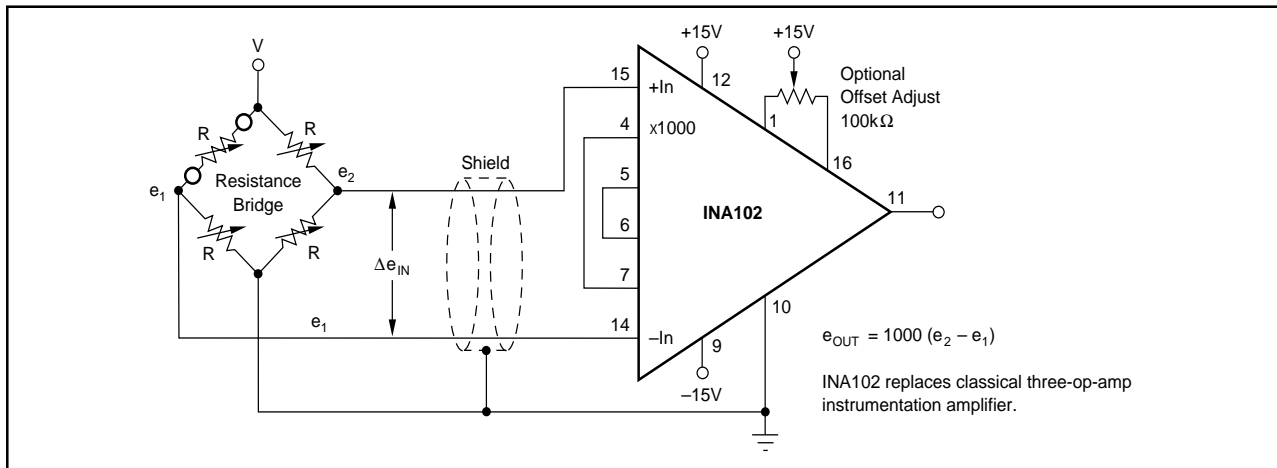 V
R
R
e1
e2
Resistance
Bridge
R
R
ΔeIN
e1
Shield
15
+In
4
x1000
5
6
7
14
–In
INA102
+15V
12
+15V
Optional
Offset Adjust
100kΩ
1
16
11
10
9
–15V
eOUT = 1000 (e2 – e1)
INA102 replaces classical three-op-amp
instrumentation amplifier.